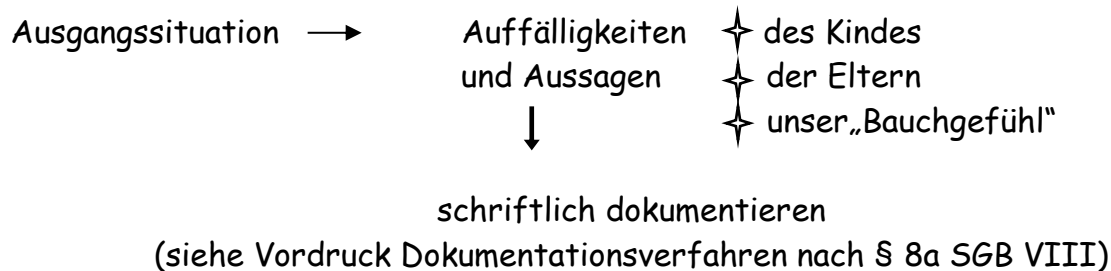 Ausgangssituation → Auffälligkeiten ✧ des Kindes
und Aussagen ✧ der Eltern
✧ unser„Bauchgefühl“
↓
schriftlich dokumentieren
(siehe Vordruck Dokumentationsverfahren nach § 8a SGB VIII)